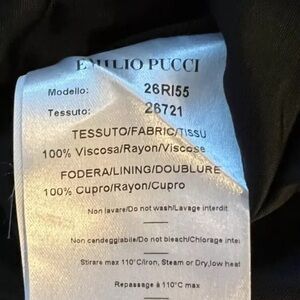 EMILIO PUCCI
Modello: 26RI55
Tessuto: 26721
TESSUTO/FABRIC/TISSU
100% Viscosa/Rayon/Viscose
FODERA/LINING/DOUBLURE
100% Cupro/Rayon/Cupro
Non lavare/Do not wash/Lavage interdit
Non candeggiabile/Do not bleach/Chlorage inter
Stirare max 110°C/Iron, Steam or Dry, low heat
Repassage à 110°C max